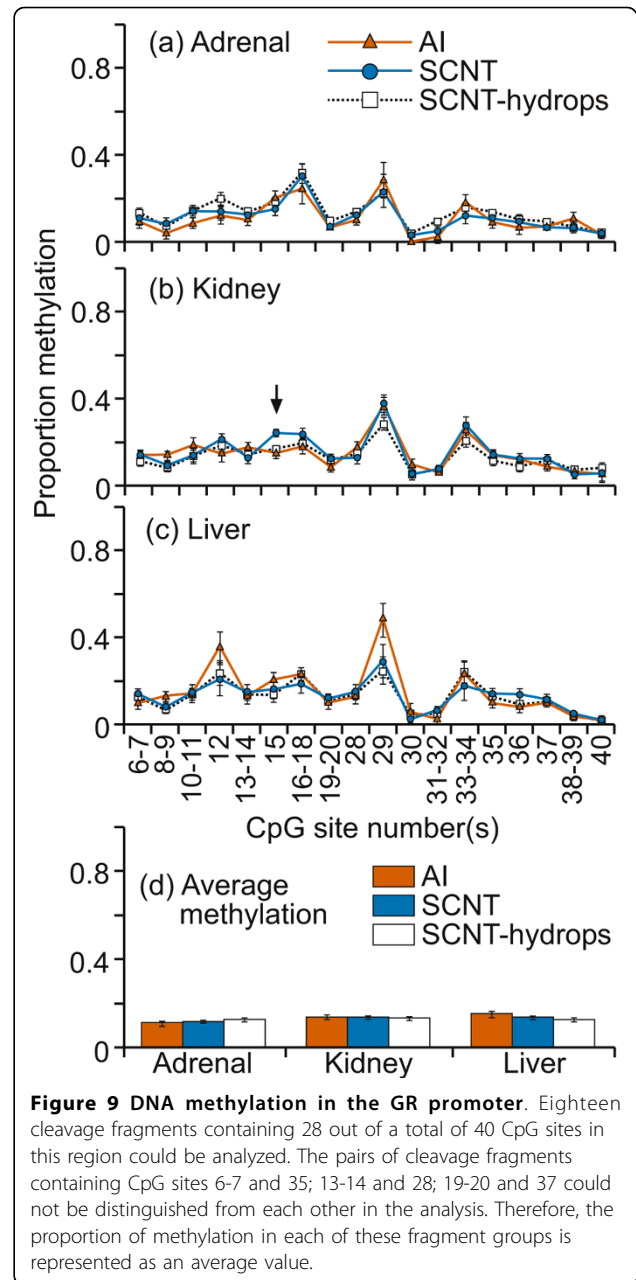 (a) Adrenal
AI
SCNT
SCNT-hydrops
0.8
0.4
0
(b) Kidney
0.8
0.4
0
(c) Liver
0.8
0.4
0
Proportion methylation
6-7
8-9
10-11
12
13-14
15
16-18
19-20
28
29
30
31-32
33-34
35
36
37
38-39
40
CpG site number(s)
(d) Average
methylation
AI
SCNT
SCNT-hydrops
0.8
0.4
0
Adrenal Kidney Liver
Figure 9 DNA methylation in the GR promoter. Eighteen
cleavage fragments containing 28 out of a total of 40 CpG sites in
this region could be analyzed. The pairs of cleavage fragments
containing CpG sites 6-7 and 35; 13-14 and 28; 19-20 and 37 could
not be distinguished from each other in the analysis. Therefore, the
proportion of methylation in each of these fragment groups is
represented as an average value.